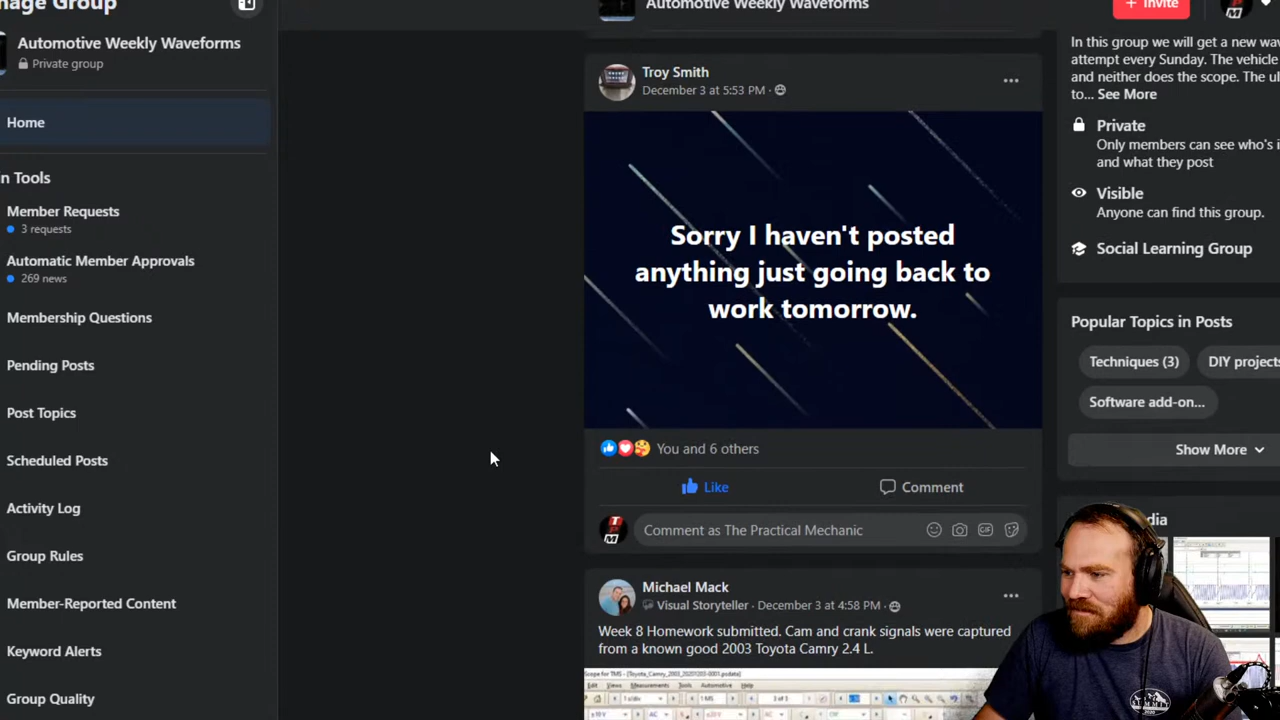 Automotive Weekly Waveforms
Private group
Home
Member Requests
3 requests
Automatic Member Approvals
269 news
Membership Questions
Pending Posts
Post Topics
Scheduled Posts
Activity Log
Group Rules
Member-Reported Content
Keyword Alerts
Group Quality
Automotive Weekly Waveforms
+ Invite
Troy Smith
December 3 at 5:53 PM
Sorry I haven't posted
anything just going back to
work tomorrow.
You and 6 others
Like
Comment
Comment as The Practical Mechanic
GIF
Michael Mack
Visual Storyteller · December 3 at 4:58 PM
Week 8 Homework submitted. Cam and crank signals were captured
from a known good 2003 Toyota Camry 2.4 L.
In this group we will get a new
attempt every Sunday. The vehicle
and neither does the scope. The
to... See More
Private
Only members can see who's
and what they post
Visible
Anyone can find this group.
Social Learning Group
Popular Topics in Posts
Techniques (3)
DIY
Software add-on...
Show More
TPM
SUMMIT